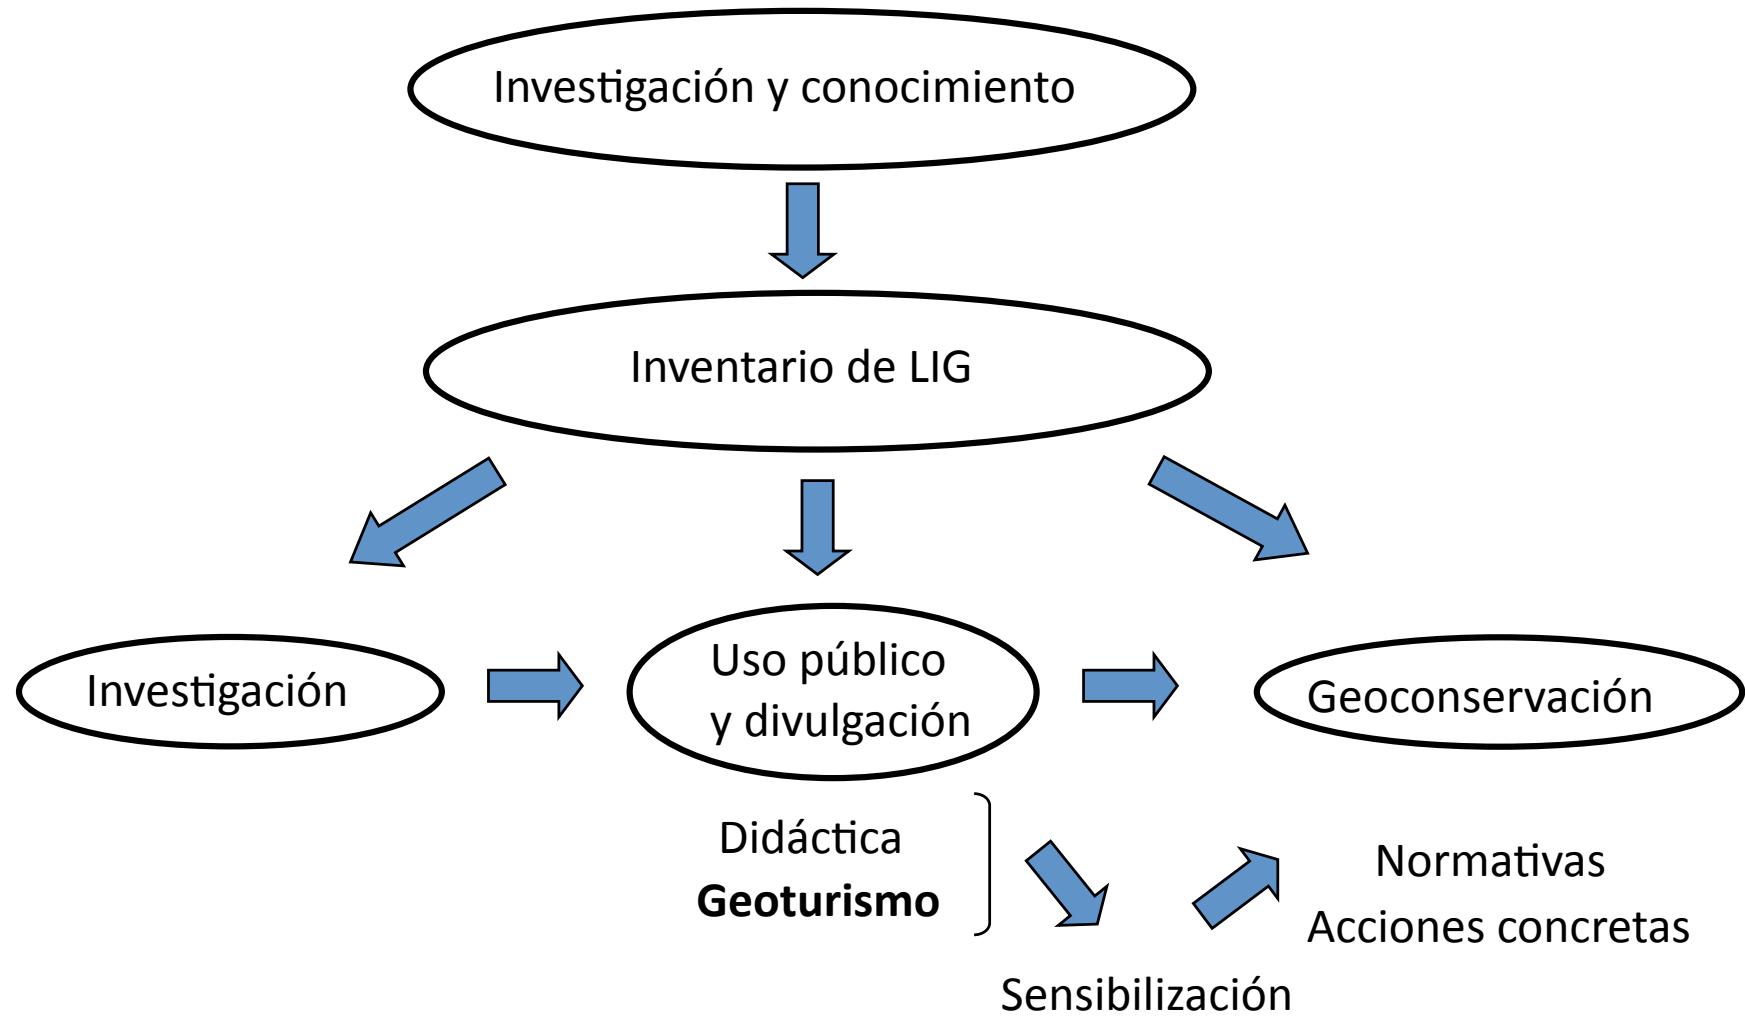 Investigación y conocimiento
Inventario de LIG
Investigación
Uso público
y divulgación
Geoconservación
Didáctica
Geoturismo
Normativas
Acciones concretas
Sensibilización